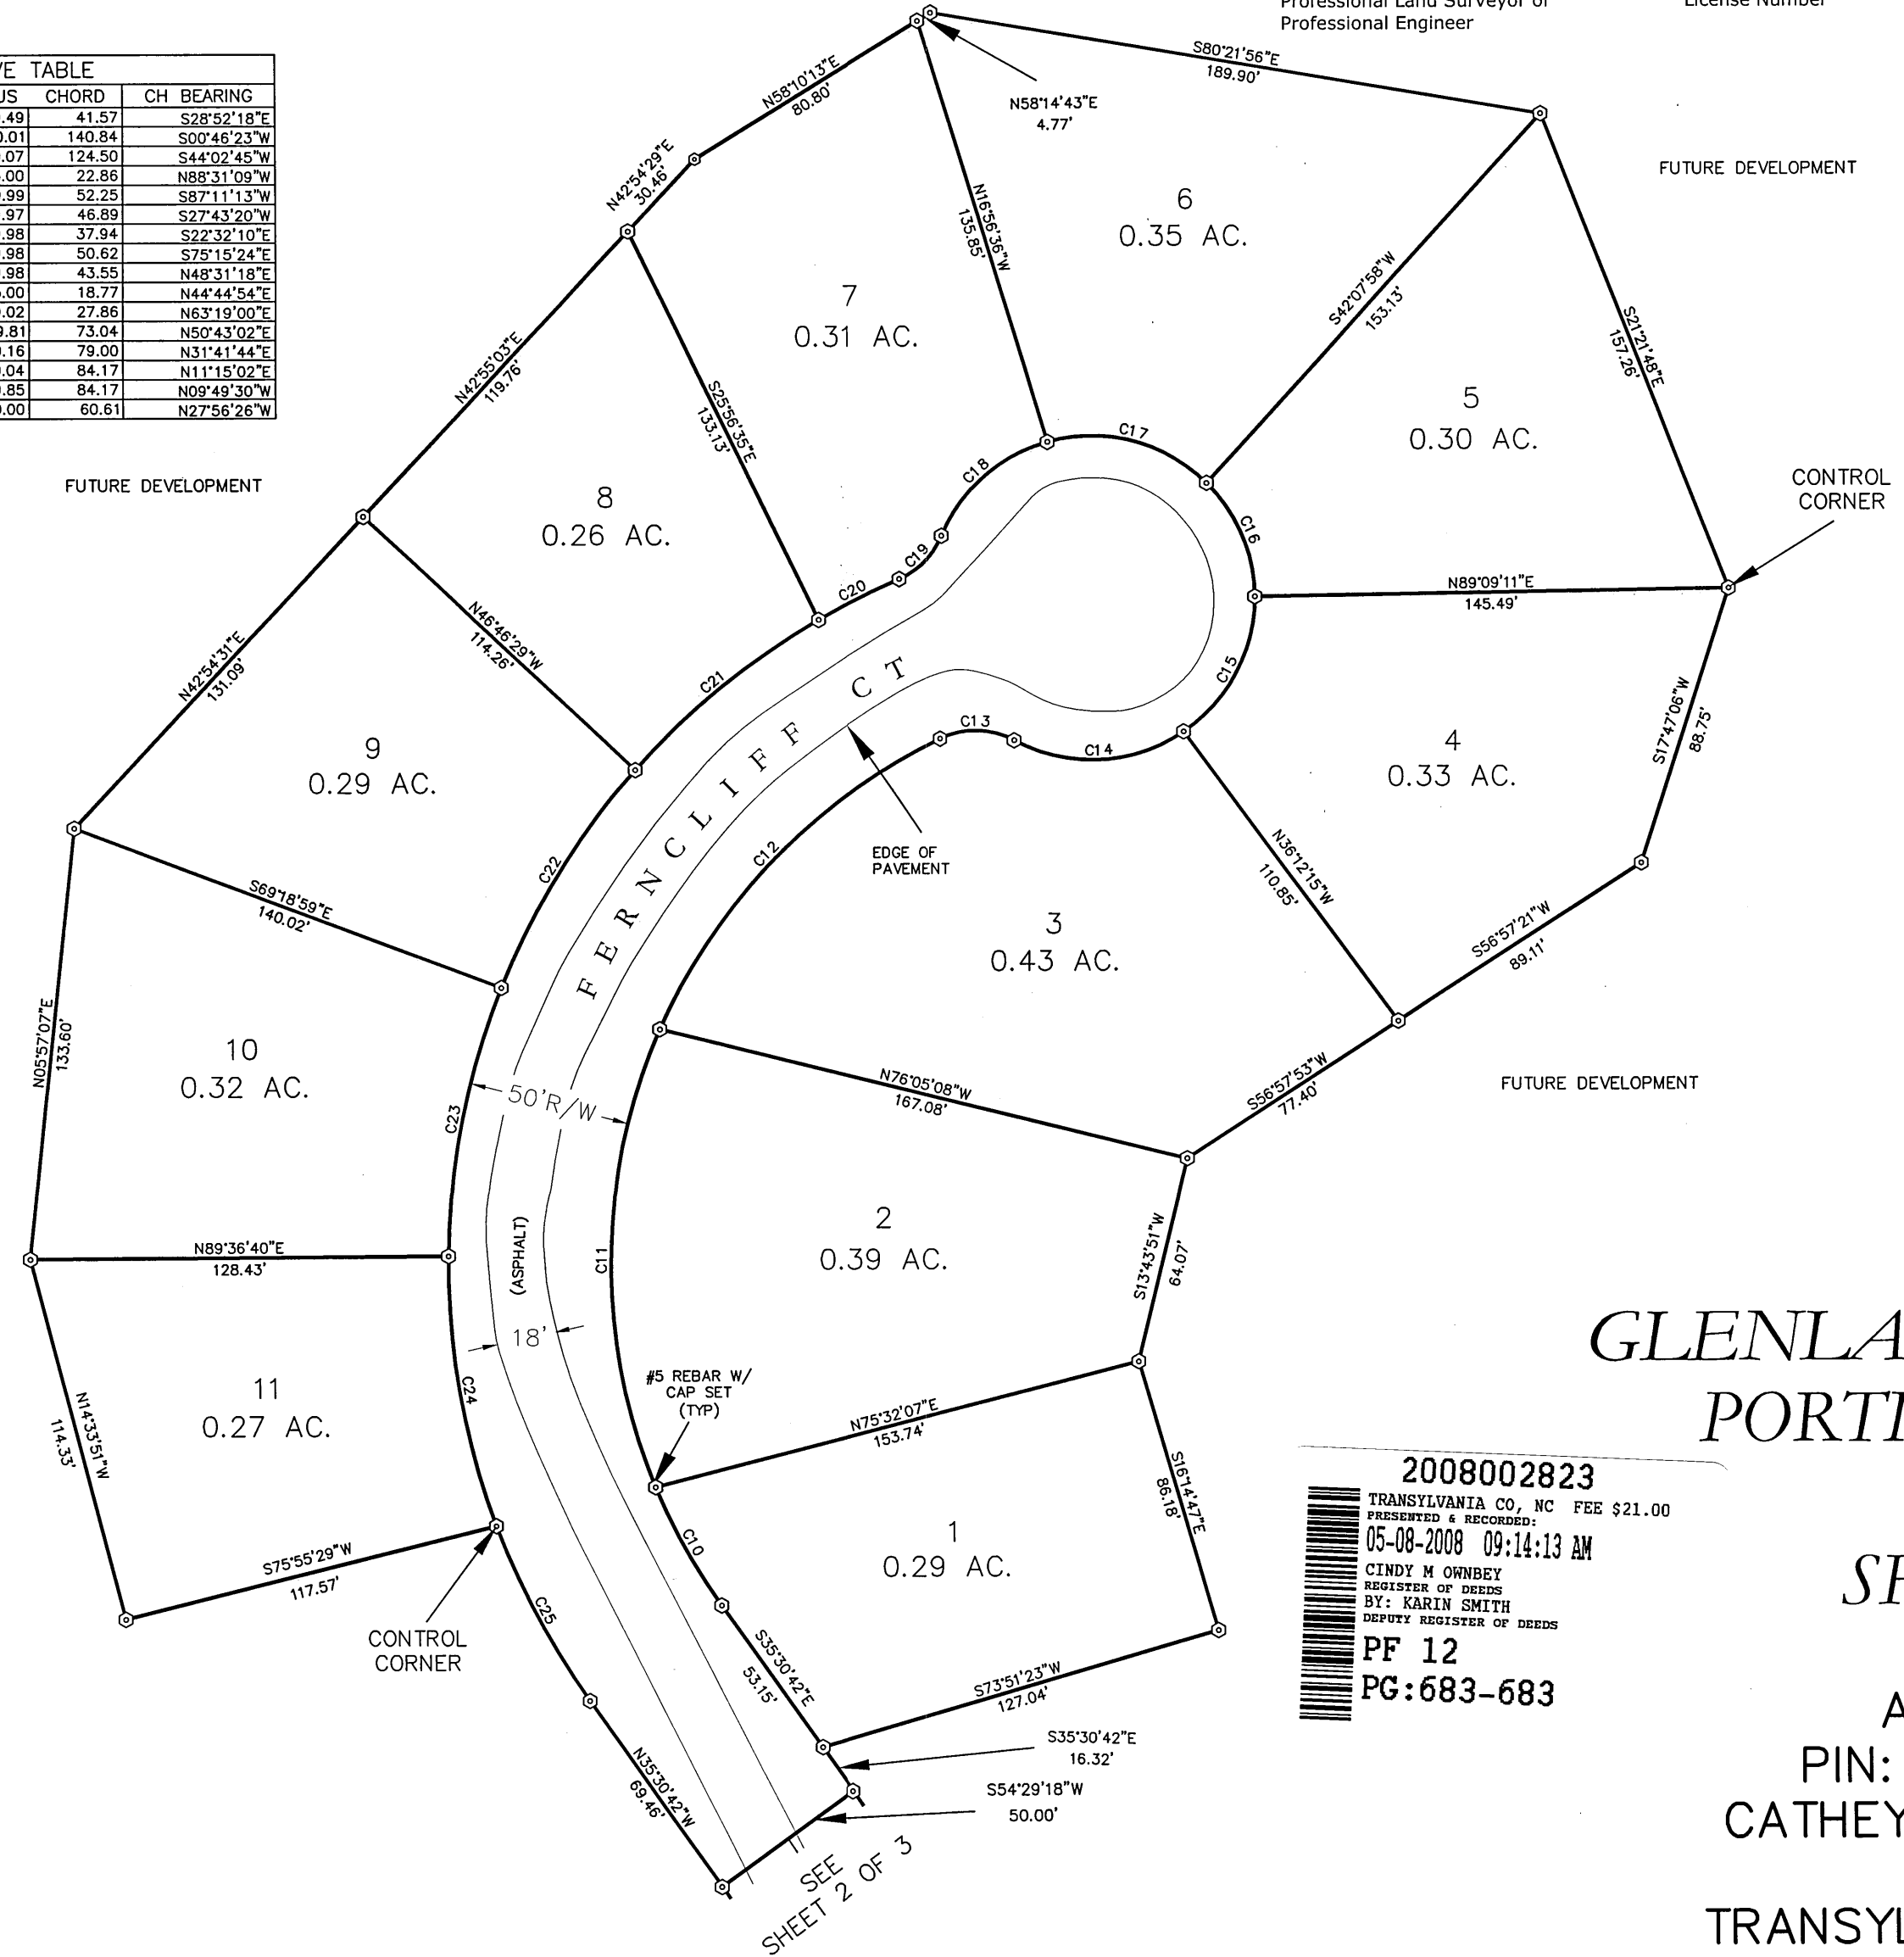 Professional Land Surveyor or
Professional Engineer
License Number
TABLE
CHORD CH BEARING
.49 41.57 S28°52'18"E
.01 140.84 S00°46'23"W
.07 124.50 S44°02'45"W
.00 22.86 N88°31'09"W
.99 52.25 S87°11'13"W
.97 46.89 S27°43'20"W
.98 37.94 S22°32'10"E
.98 50.62 S75°15'24"E
.98 43.55 N48°31'18"E
.00 18.77 N44°44'54"E
.02 27.86 N63°19'00"E
.81 73.04 N50°43'02"E
.16 79.00 N31°41'44"E
.04 84.17 N11°15'02"E
.85 84.17 N09°49'30"W
.00 60.61 N27°56'26"W
FUTURE DEVELOPMENT
N58°10'13"E
80.80'
N58°14'43"E
4.77'
S80°21'56"E
189.90'
N42°54'29"E
30.46'
N16°56'36"W
135.85'
6
0.35 AC.
FUTURE DEVELOPMENT
7
0.31 AC.
S42°07'58"W
153.13'
S21°21'48"E
157.26'
N42°55'03"E
119.76'
S25°56'35"E
133.13'
5
0.30 AC.
C17
C18
C16
CONTROL
CORNER
8
0.26 AC.
C19
C20
N89°09'11"E
145.49'
N46°46'29"W
114.26'
C21
N42°54'31"E
131.09'
C15
S17°47'06"W
88.75'
C13
C14
4
0.33 AC.
9
0.29 AC.
FERNCLIFF CT
EDGE OF
PAVEMENT
C12
C22
N36°12'15"W
110.85'
S69°18'59"E
140.02'
3
0.43 AC.
S56°57'21"W
89.11'
N05°57'07"E
133.60'
10
0.32 AC.
C23
50'R/W
N76°05'08"W
167.08'
S56°57'53"W
77.40'
FUTURE DEVELOPMENT
2
0.39 AC.
S13°43'51"W
64.07'
N89°36'40"E
128.43'
(ASPHALT)
C11
18'
11
0.27 AC.
C24
#5 REBAR W/
CAP SET
(TYP)
N75°32'07"E
153.74'
N14°33'51"W
114.33'
S16°14'47"E
86.18'
C10
1
0.29 AC.
S75°55'29"W
117.57'
C25
CONTROL
CORNER
S35°30'42"E
53.15'
S73°51'23"W
127.04'
S35°30'42"E
16.32'
N35°30'42"W
69.46'
S54°29'18"W
50.00'
SEE
SHEET 2 OF 3
GLENLA
PORTI
2008002823
TRANSYLVANIA CO, NC FEE $21.00
PRESENTED & RECORDED:
05-08-2008 09:14:13 AM
CINDY M OWNBEY
REGISTER OF DEEDS
BY: KARIN SMITH
DEPUTY REGISTER OF DEEDS
PF 12
PG:683-683
SH
A
PIN:
CATHEY
TRANSYL